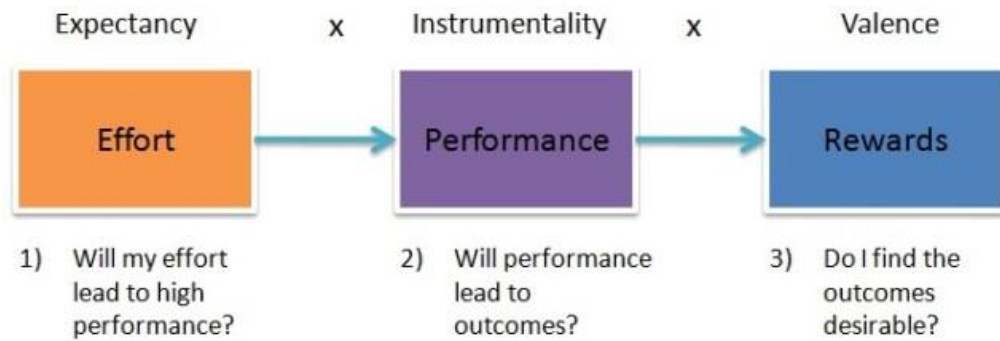 Expectancy x Instrumentality x Valence
Effort Performance Rewards
1) Will my effort
lead to high
performance?
2) Will performance
lead to
outcomes?
3) Do I find the
outcomes
desirable?